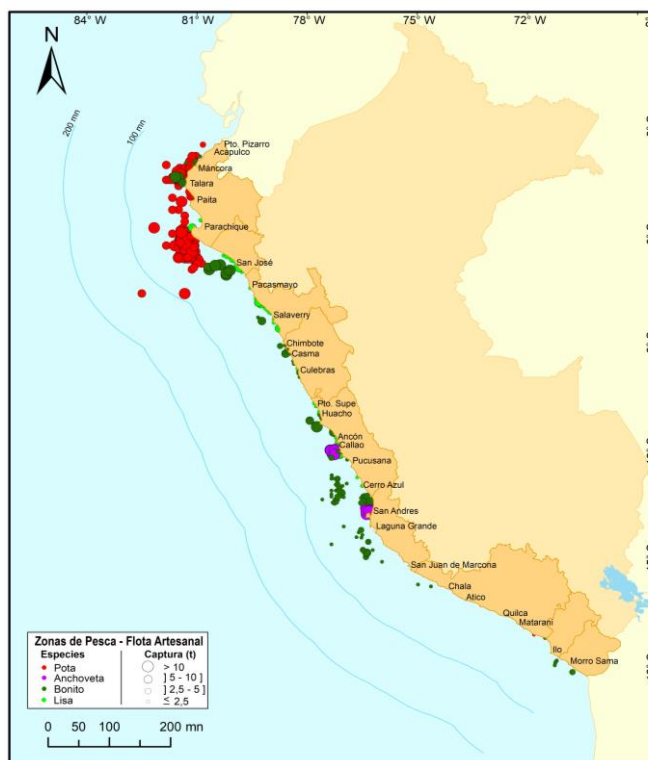 84° W
81° W
78° W
75° W
72° W
N
200 mn
100 mn
Pto. Pizarro
Acapulco
Máncora
Talara
Paita
Parachique
San José
Pacasmayo
Salaverry
Chimbote
Casma
Culebras
Pto. Supe
Huacho
Ancón
Callao
Pucusana
Cerro Azul
San Andres
Laguna Grande
San Juan de Marcona
Chala
Atico
Quilca
Matarani
Ilo
Morro Sama
Zonas de Pesca - Flota Artesanal
Especies Captura (t)
Pota > 10
Anchoveta ] 5 - 10 ]
Bonito ] 2,5 - 5 ]
Lisa ≤ 2,5
0 50 100 200 mn